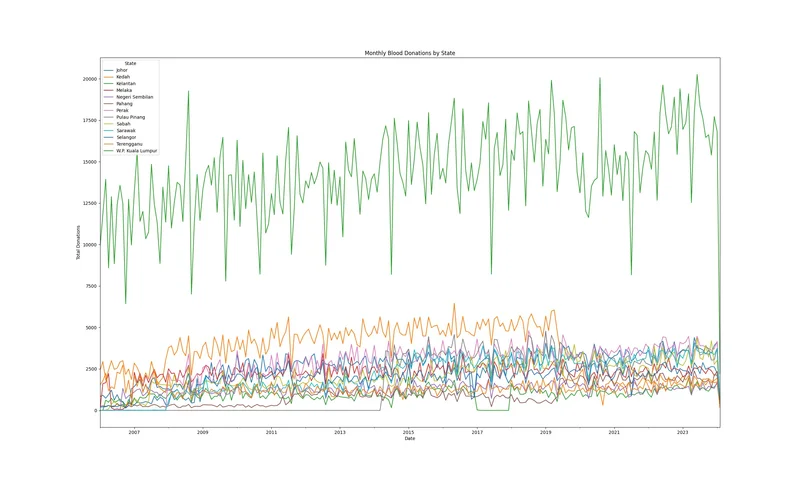 Monthly Blood Donations by State
State
Johor
Kedah
Kelantan
Melaka
Negeri Sembilan
Pahang
Perak
Pulau Pinang
Sabah
Sarawak
Selangor
Terengganu
W.P. Kuala Lumpur
Total Donations
20000
17500
15000
12500
10000
7500
5000
2500
0
2007 2009 2011 2013 2015 2017 2019 2021 2023
Date